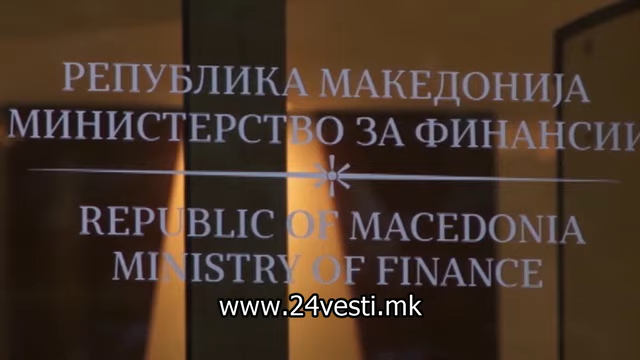 РЕПУБЛИКА МАКЕДОНИЈА
МИНИСТЕРСТВО ЗА ФИНАНСИИ
REPUBLIC OF MACEDONIA
MINISTRY OF FINANCE
www.24vesti.mk